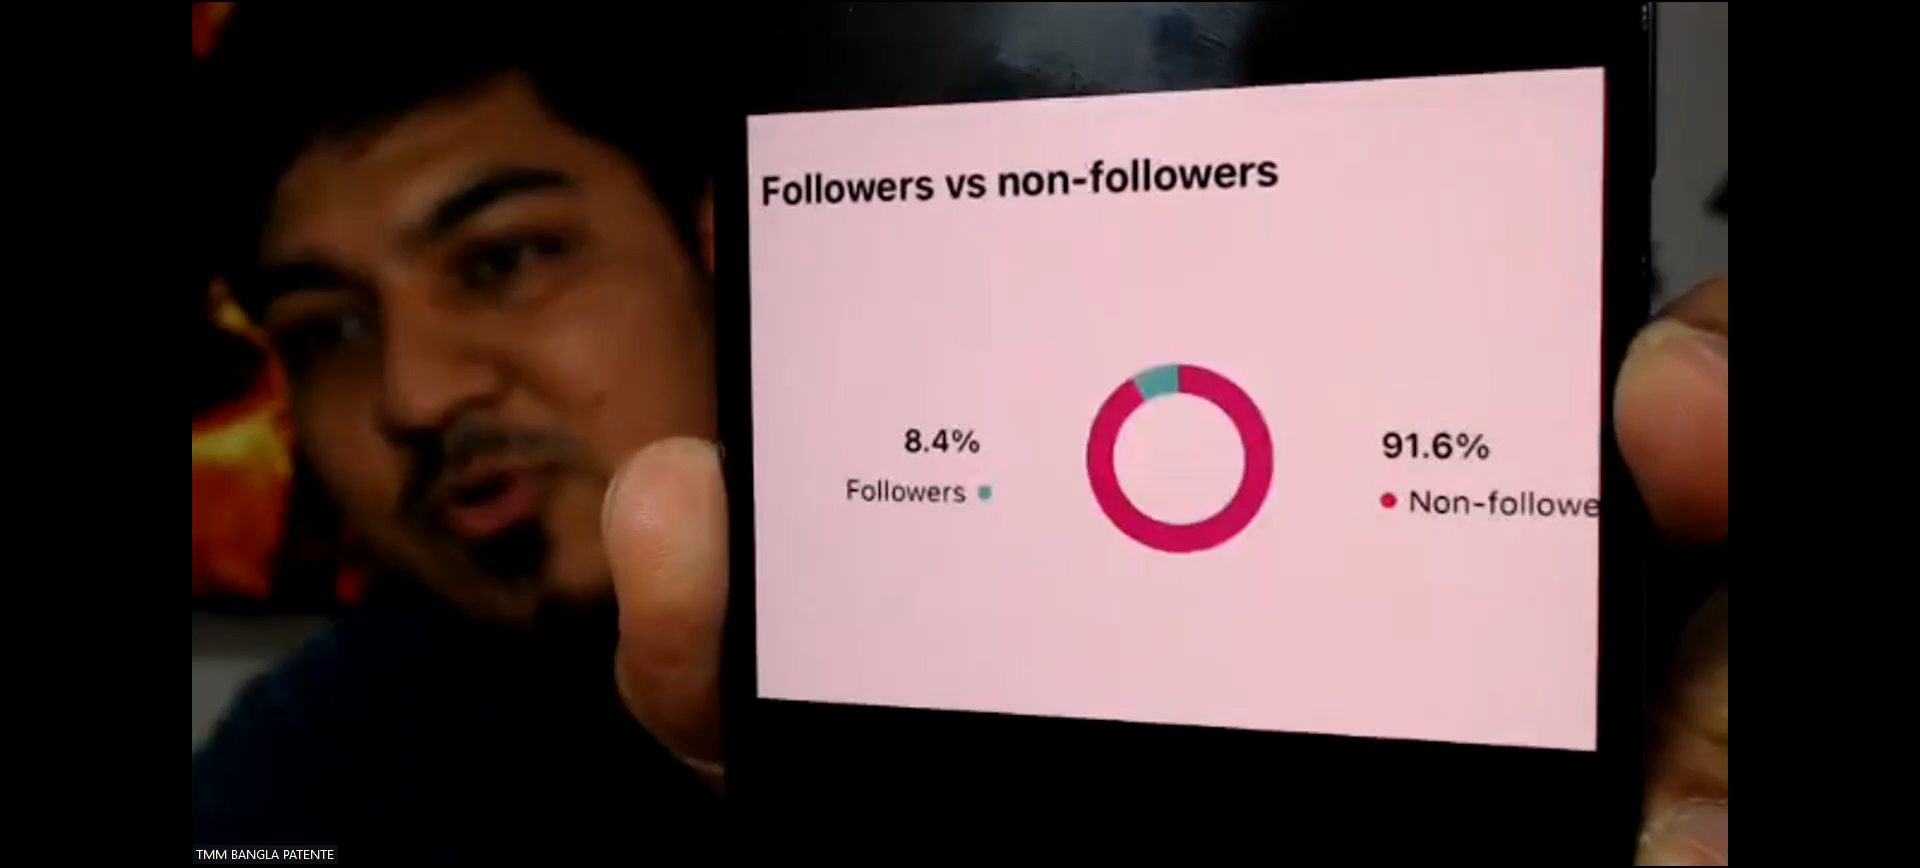 Followers vs non-followers
8.4%
Followers
91.6%
Non-followe
TMM BANGLA PATENTE